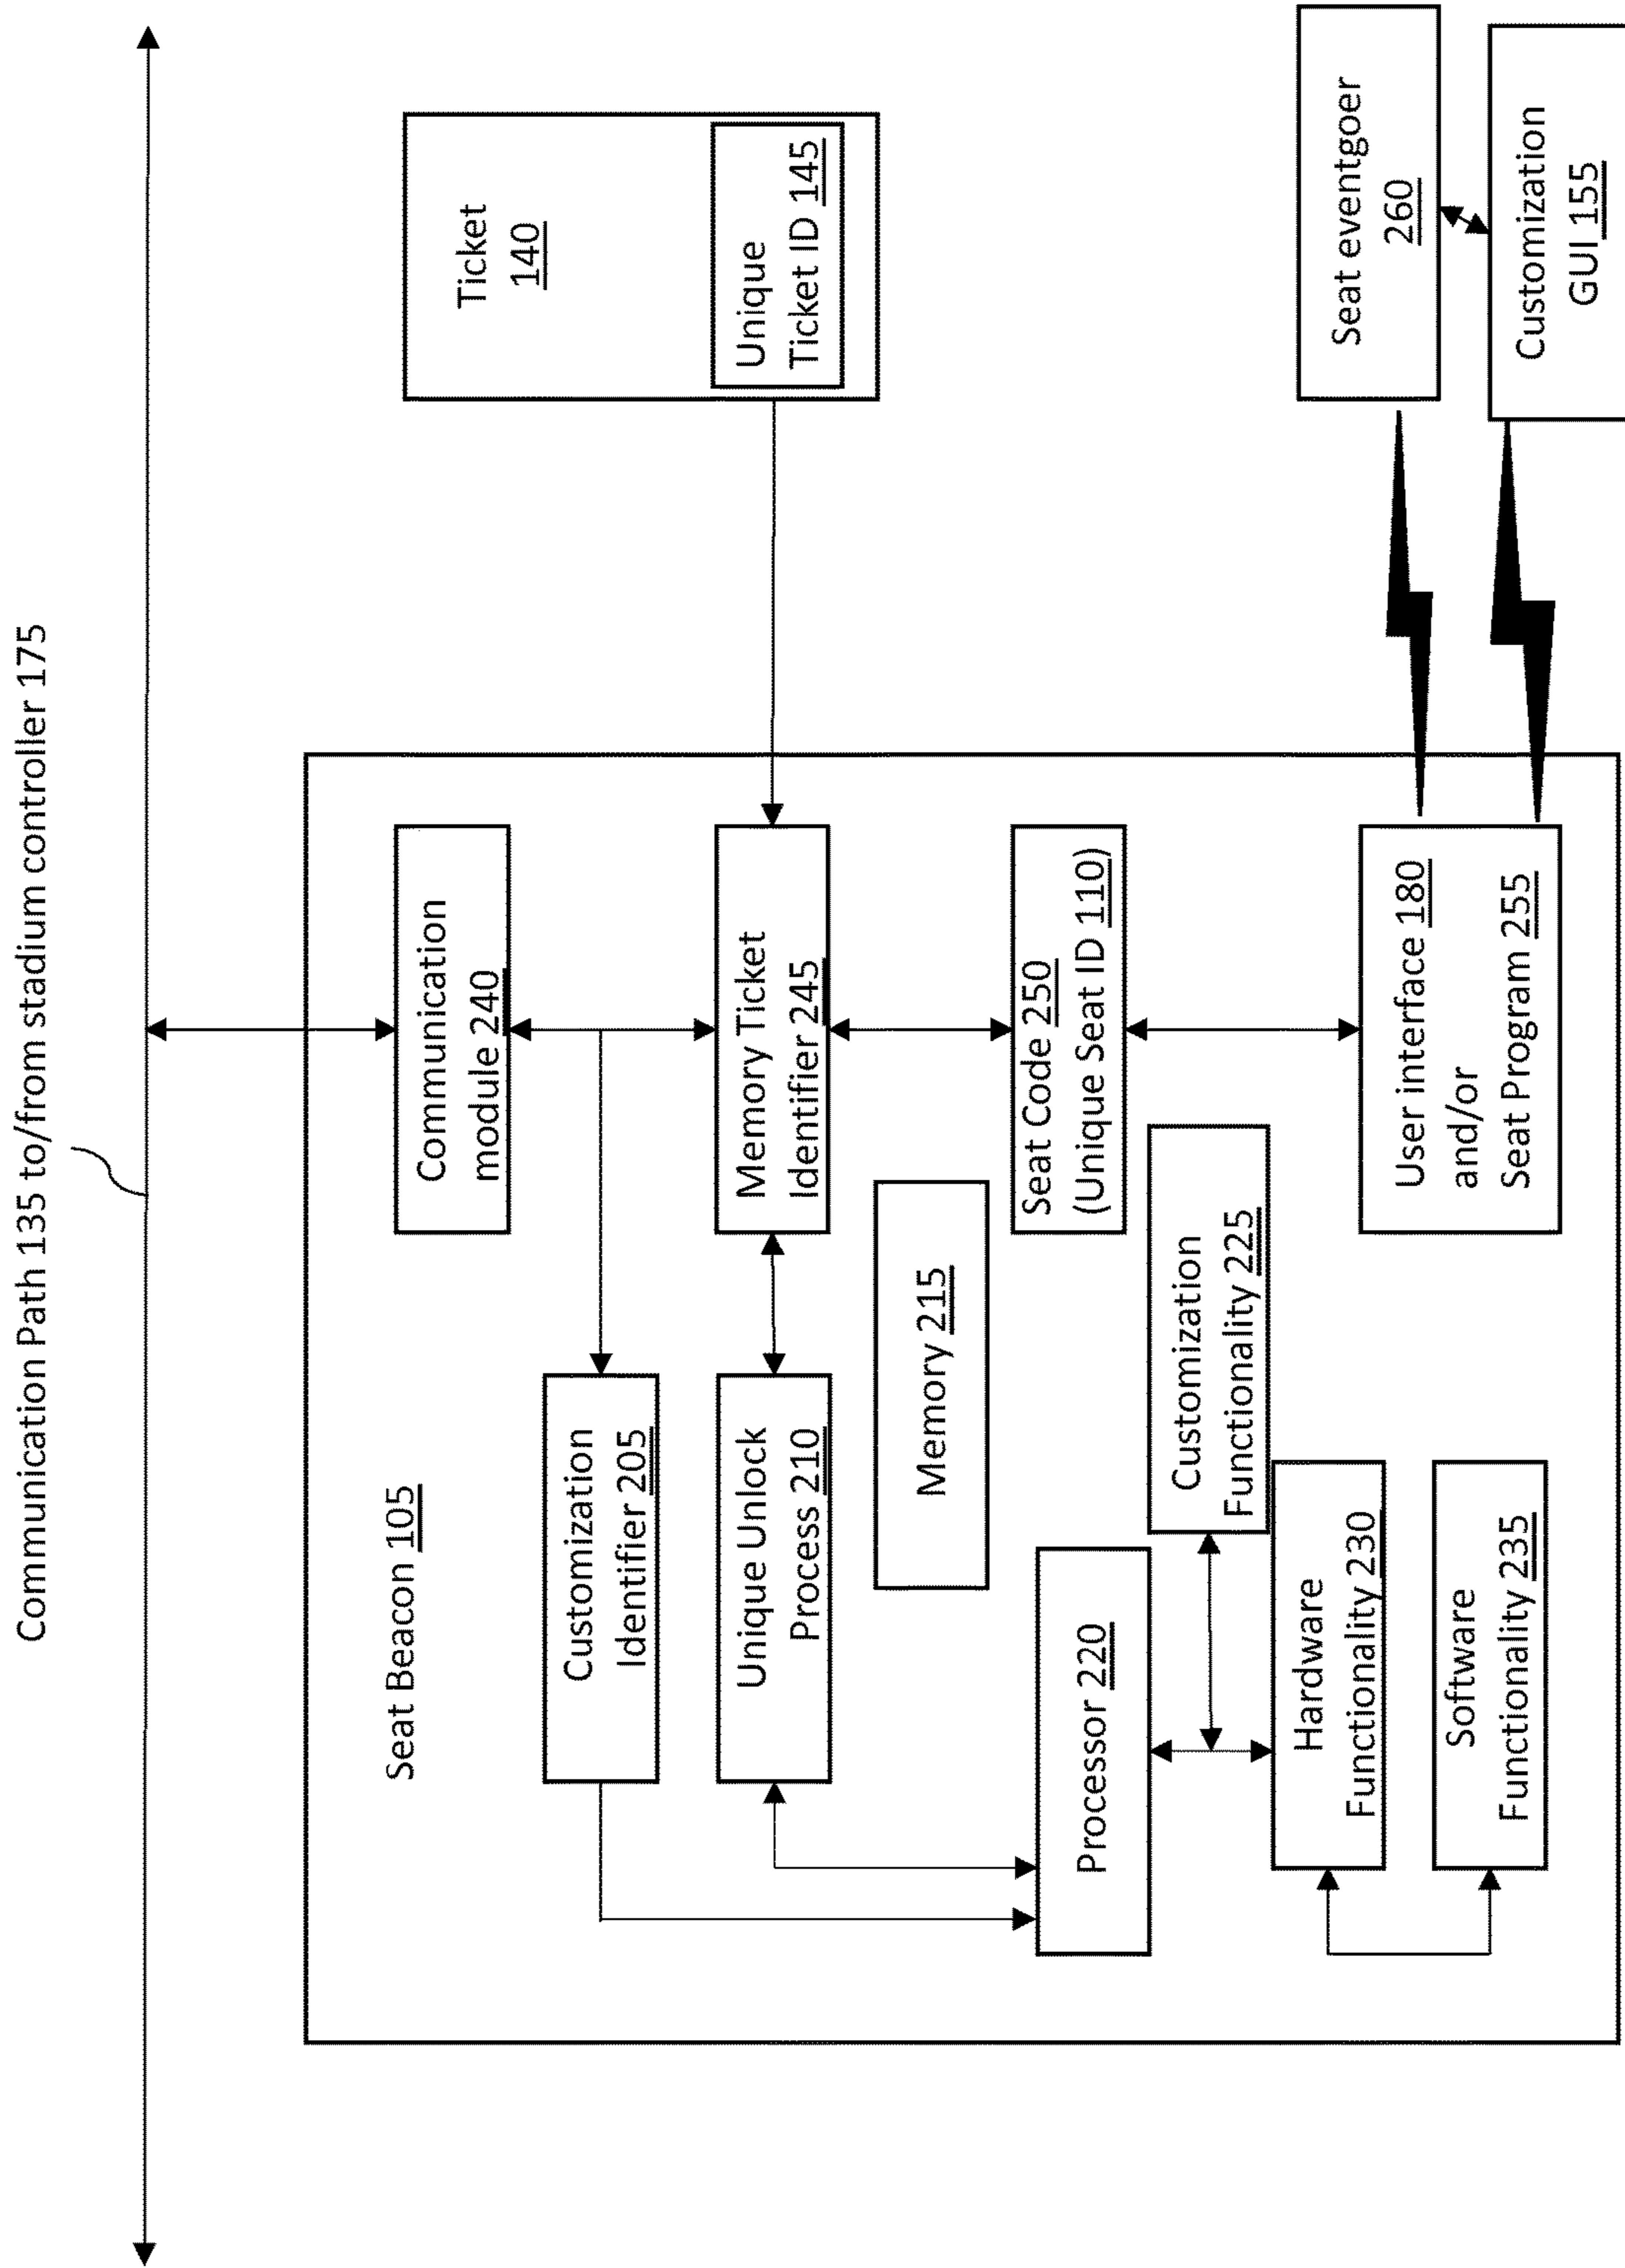 Communication Path 135 to/from stadium controller 175
Seat Beacon 105
Customization
Identifier 205
Communication
module 240
Ticket
140
Unique Unlock
Process 210
Memory Ticket
Identifier 245
Unique
Ticket ID 145
Memory 215
Processor 220
Seat Code 250
(Unique Seat ID 110)
Customization
Functionality 225
Hardware
Functionality 230
Software
Functionality 235
User interface 180
and/or
Seat Program 255
Seat eventgoer
260
Customization
GUI 155